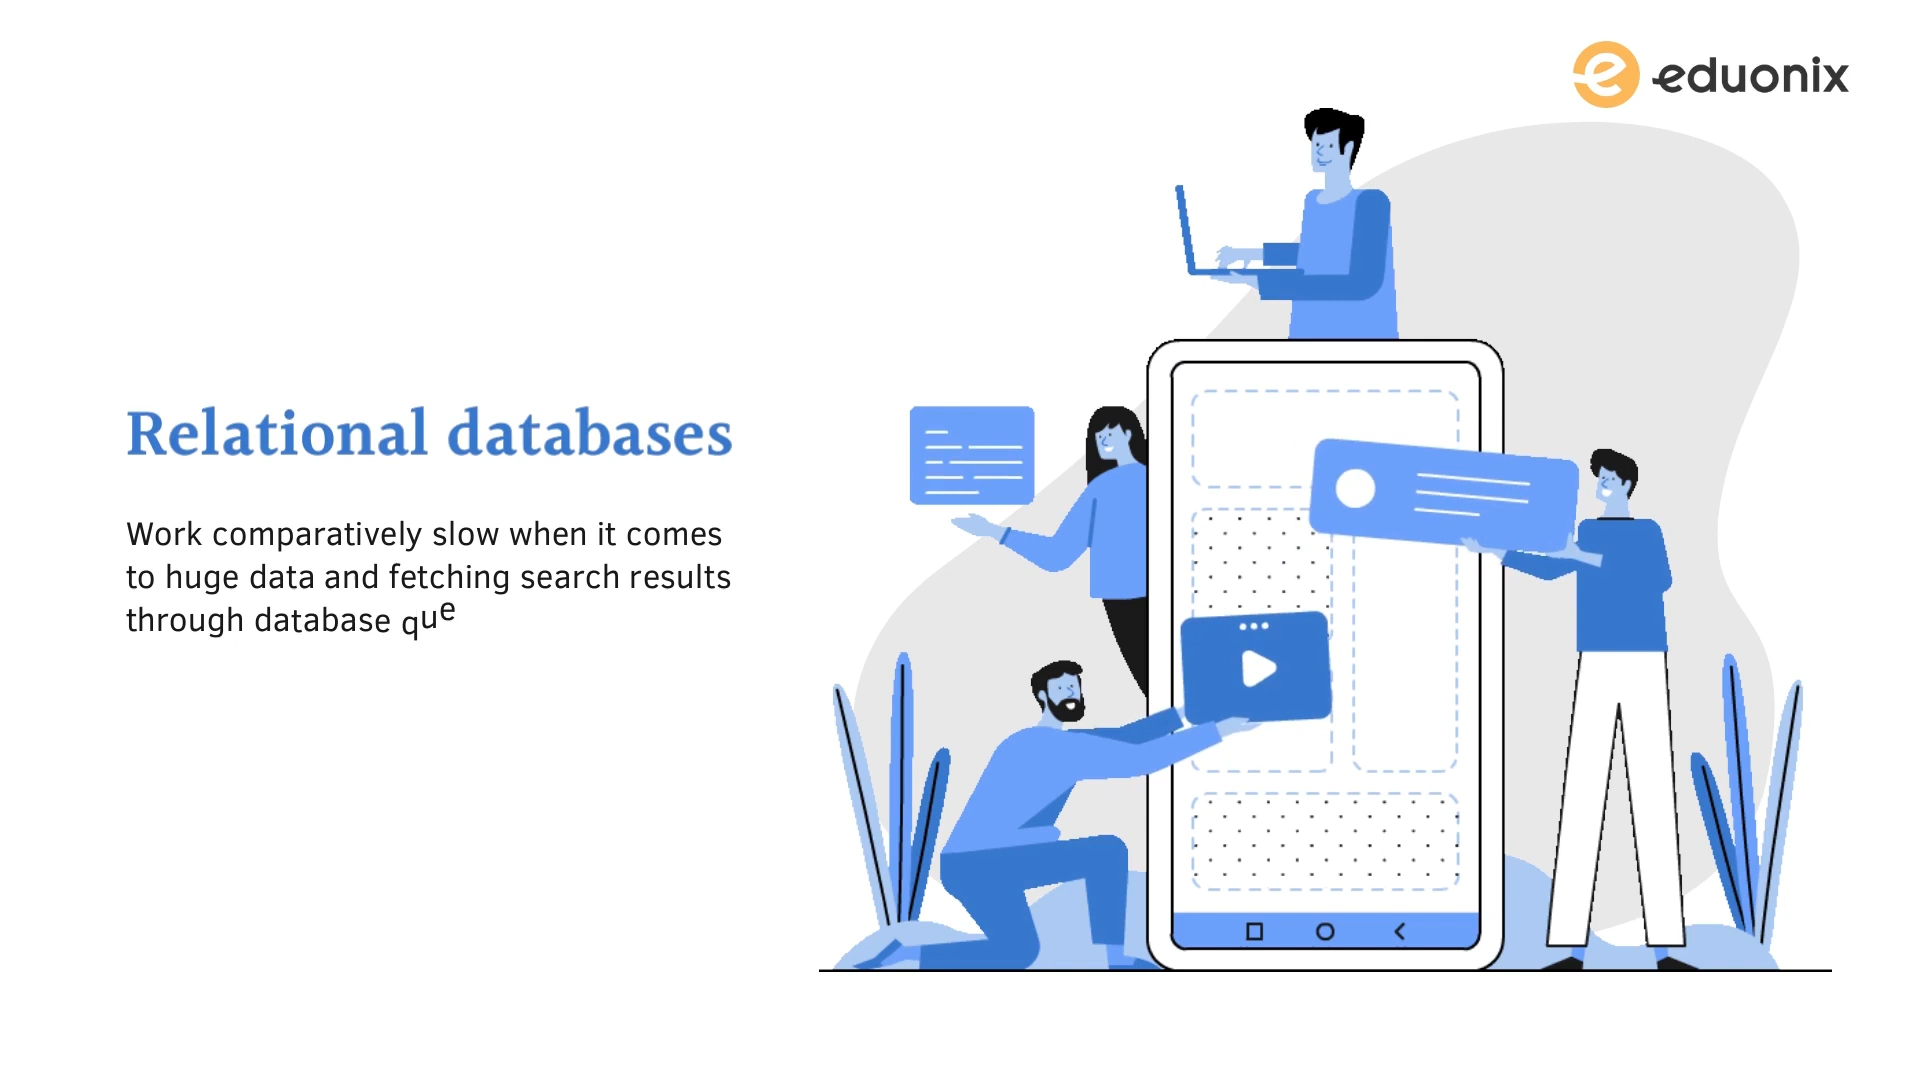 eduonix
Relational databases
Work comparatively slow when it comes
to huge data and fetching search results
through database que